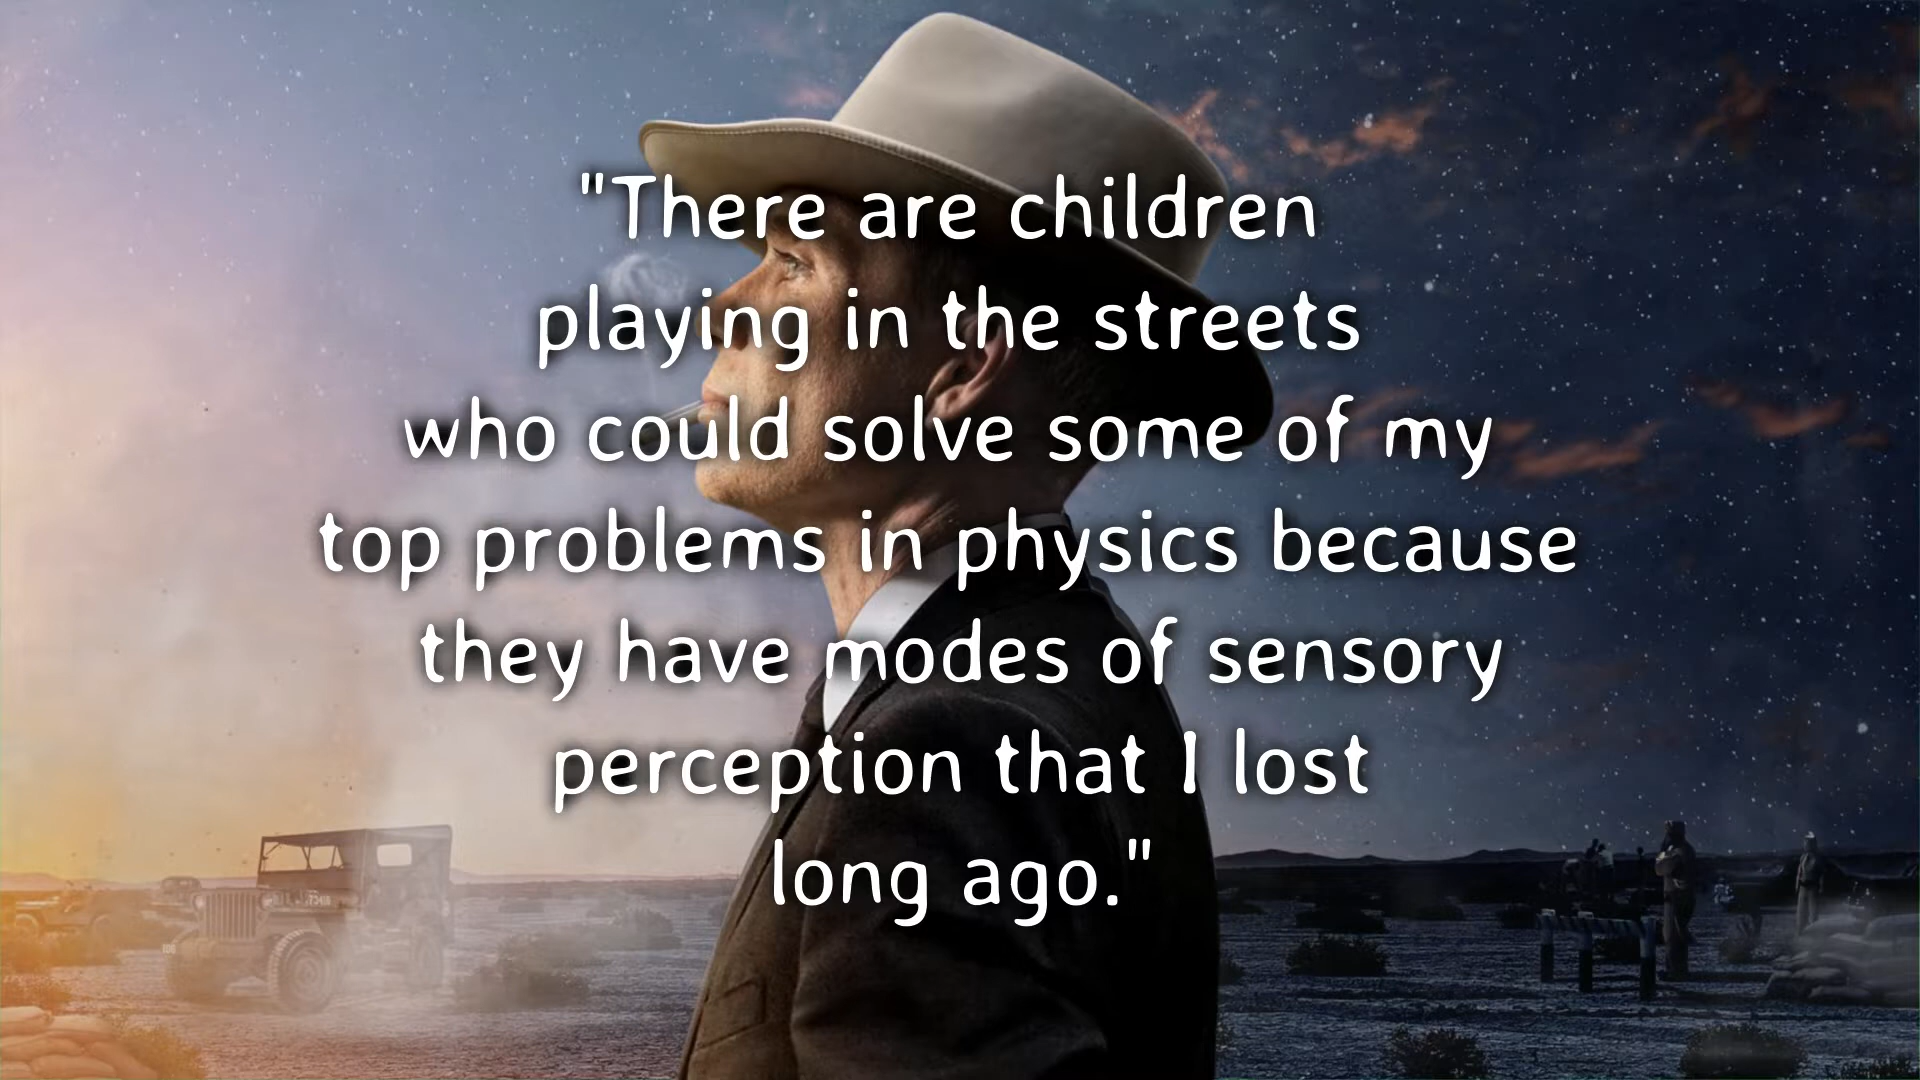 "There are children
playing in the streets
who could solve some of my
top problems in physics because
they have modes of sensory
perception that I lost
long ago."